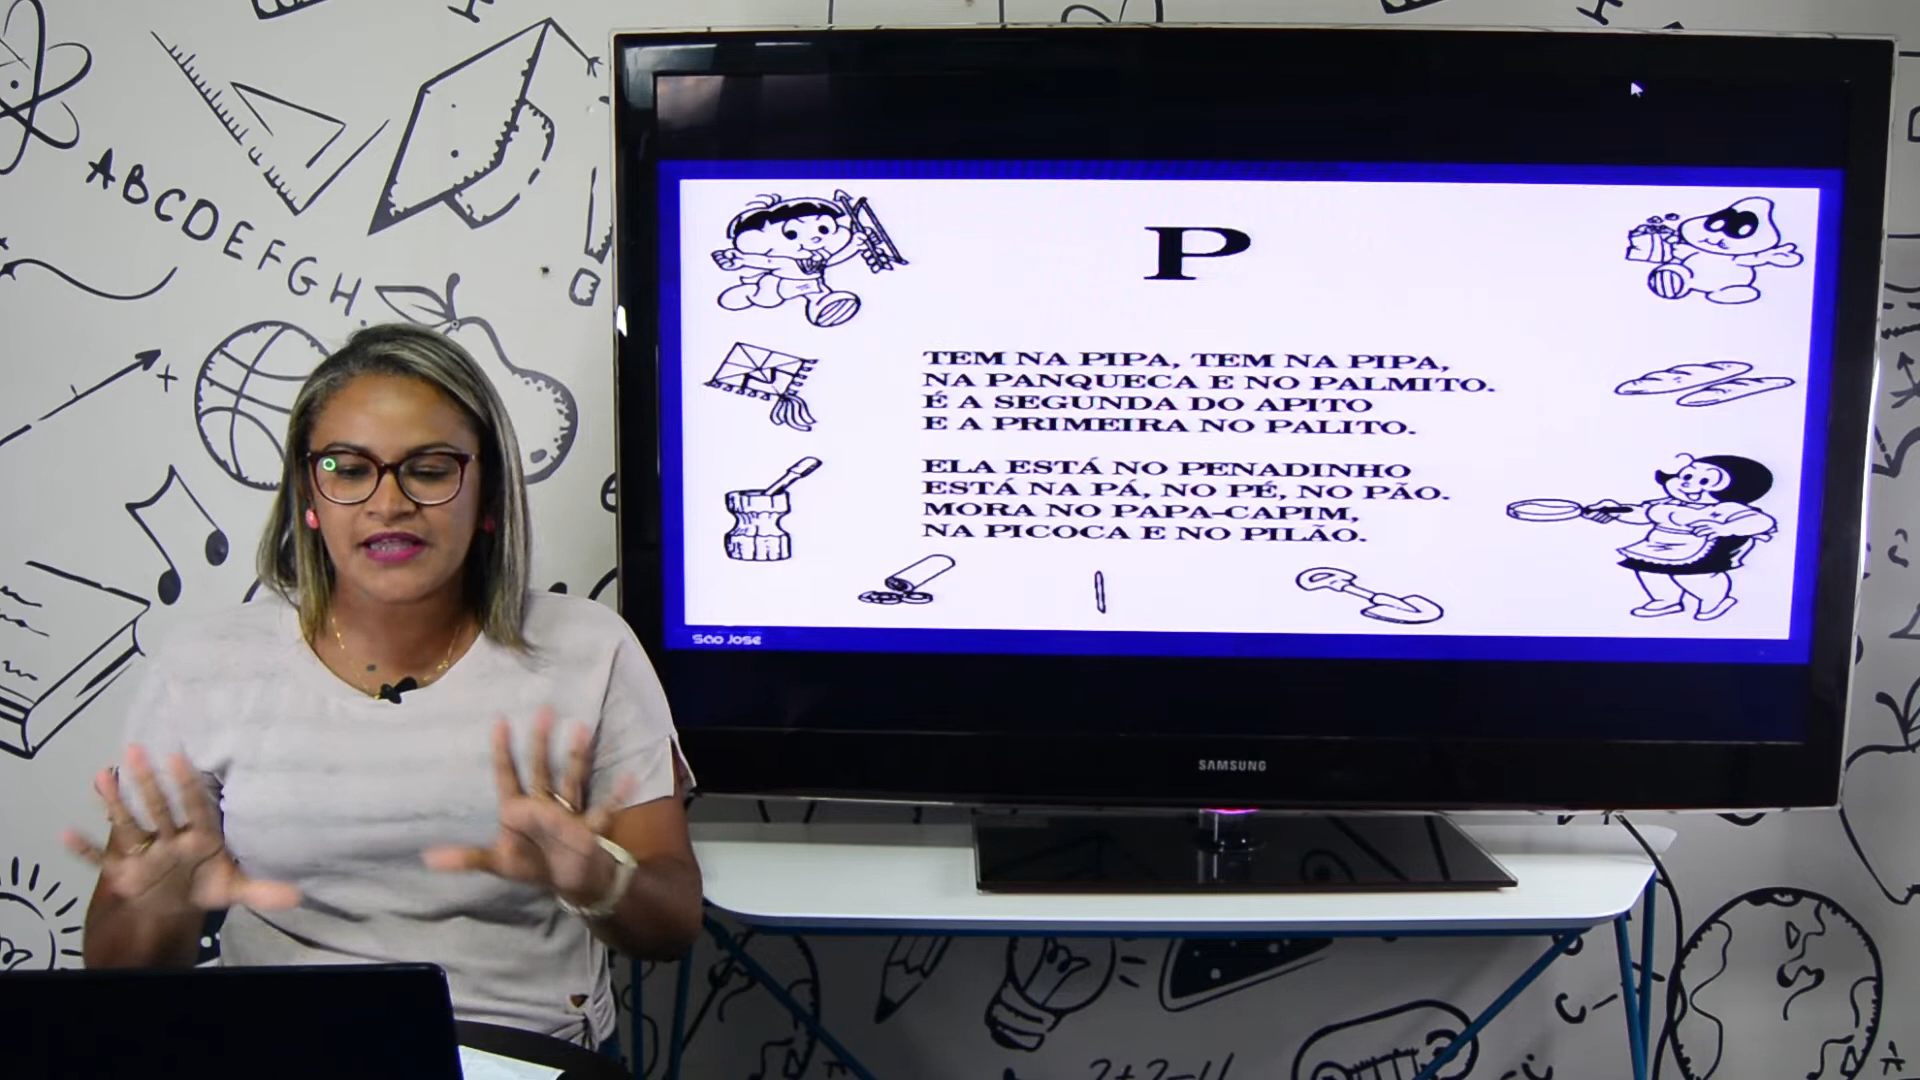 ABCDEFGH
P
TEM NA PIPA, TEM NA PIPA,
NA PANQUECA E NO PALMITO.
É A SEGUNDA DO APITO
E A PRIMEIRA NO PALITO.
ELA ESTÁ NO PENADINHO
ESTÁ NA PÁ, NO PÉ, NO PÃO.
MORA NO PAPA-CAPIM,
NA PICOCA E NO PILÃO.
SÃO JOSÉ
SAMSUNG